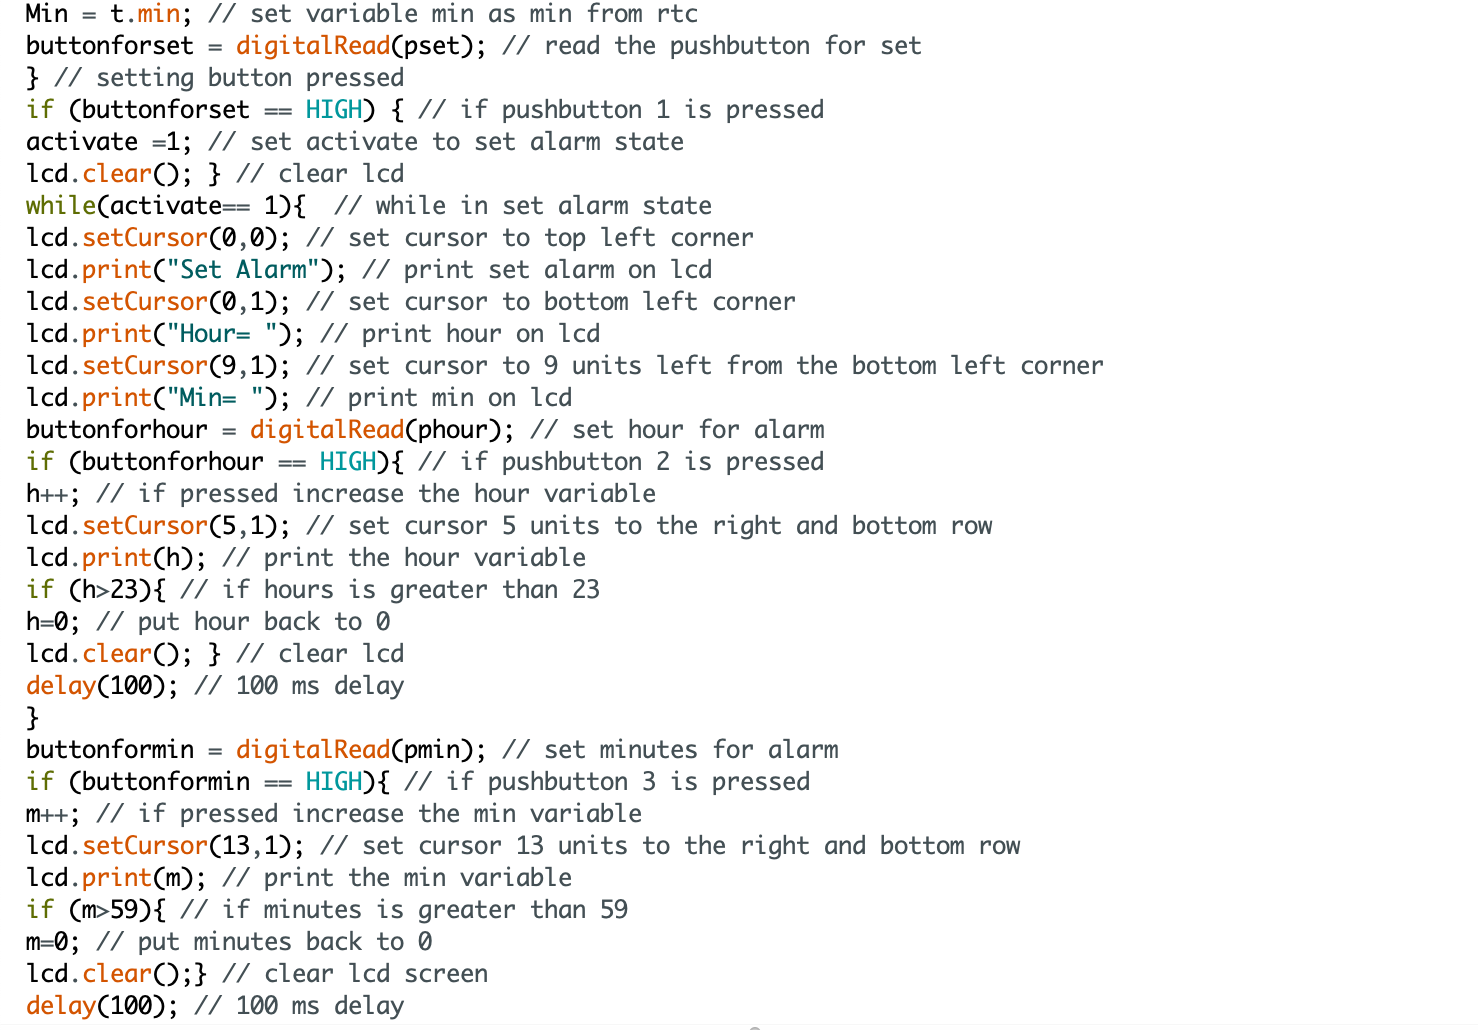 Min = t.min; // set variable min as min from rtc
buttonforset = digitalRead(pset); // read the pushbutton for set
} // setting button pressed
if (buttonforset == HIGH) { // if pushbutton 1 is pressed
activate =1; // set activate to set alarm state
lcd.clear(); } // clear lcd
while(activate== 1){  // while in set alarm state
lcd.setCursor(0,0); // set cursor to top left corner
lcd.print("Set Alarm"); // print set alarm on lcd
lcd.setCursor(0,1); // set cursor to bottom left corner
lcd.print("Hour= "); // print hour on lcd
lcd.setCursor(9,1); // set cursor to 9 units left from the bottom left corner
lcd.print("Min= "); // print min on lcd
buttonforhour = digitalRead(phour); // set hour for alarm
if (buttonforhour == HIGH){ // if pushbutton 2 is pressed
h++; // if pressed increase the hour variable
lcd.setCursor(5,1); // set cursor 5 units to the right and bottom row
lcd.print(h); // print the hour variable
if (h>23){ // if hours is greater than 23
h=0; // put hour back to 0
lcd.clear(); } // clear lcd
delay(100); // 100 ms delay
}
buttonformin = digitalRead(pmin); // set minutes for alarm
if (buttonformin == HIGH){ // if pushbutton 3 is pressed
m++; // if pressed increase the min variable
lcd.setCursor(13,1); // set cursor 13 units to the right and bottom row
lcd.print(m); // print the min variable
if (m>59){ // if minutes is greater than 59
m=0; // put minutes back to 0
lcd.clear();} // clear lcd screen
delay(100); // 100 ms delay